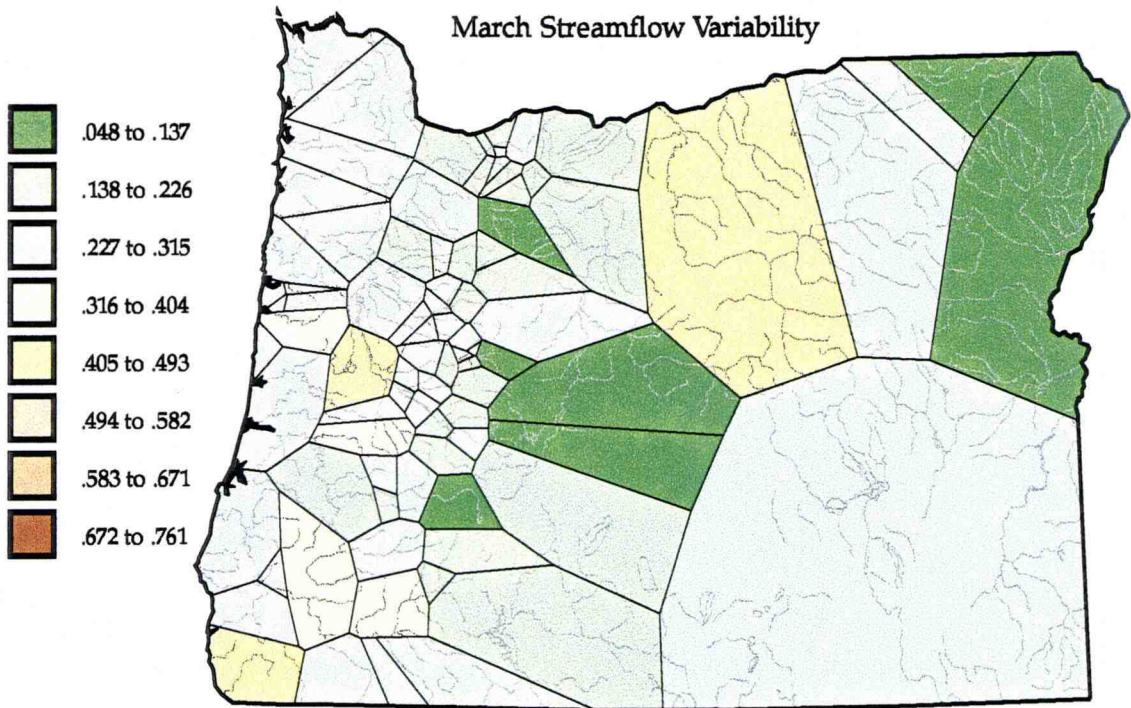 March Streamflow Variability
.048 to .137
.138 to .226
.227 to .315
.316 to .404
.405 to .493
.494 to .582
.583 to .671
.672 to .761